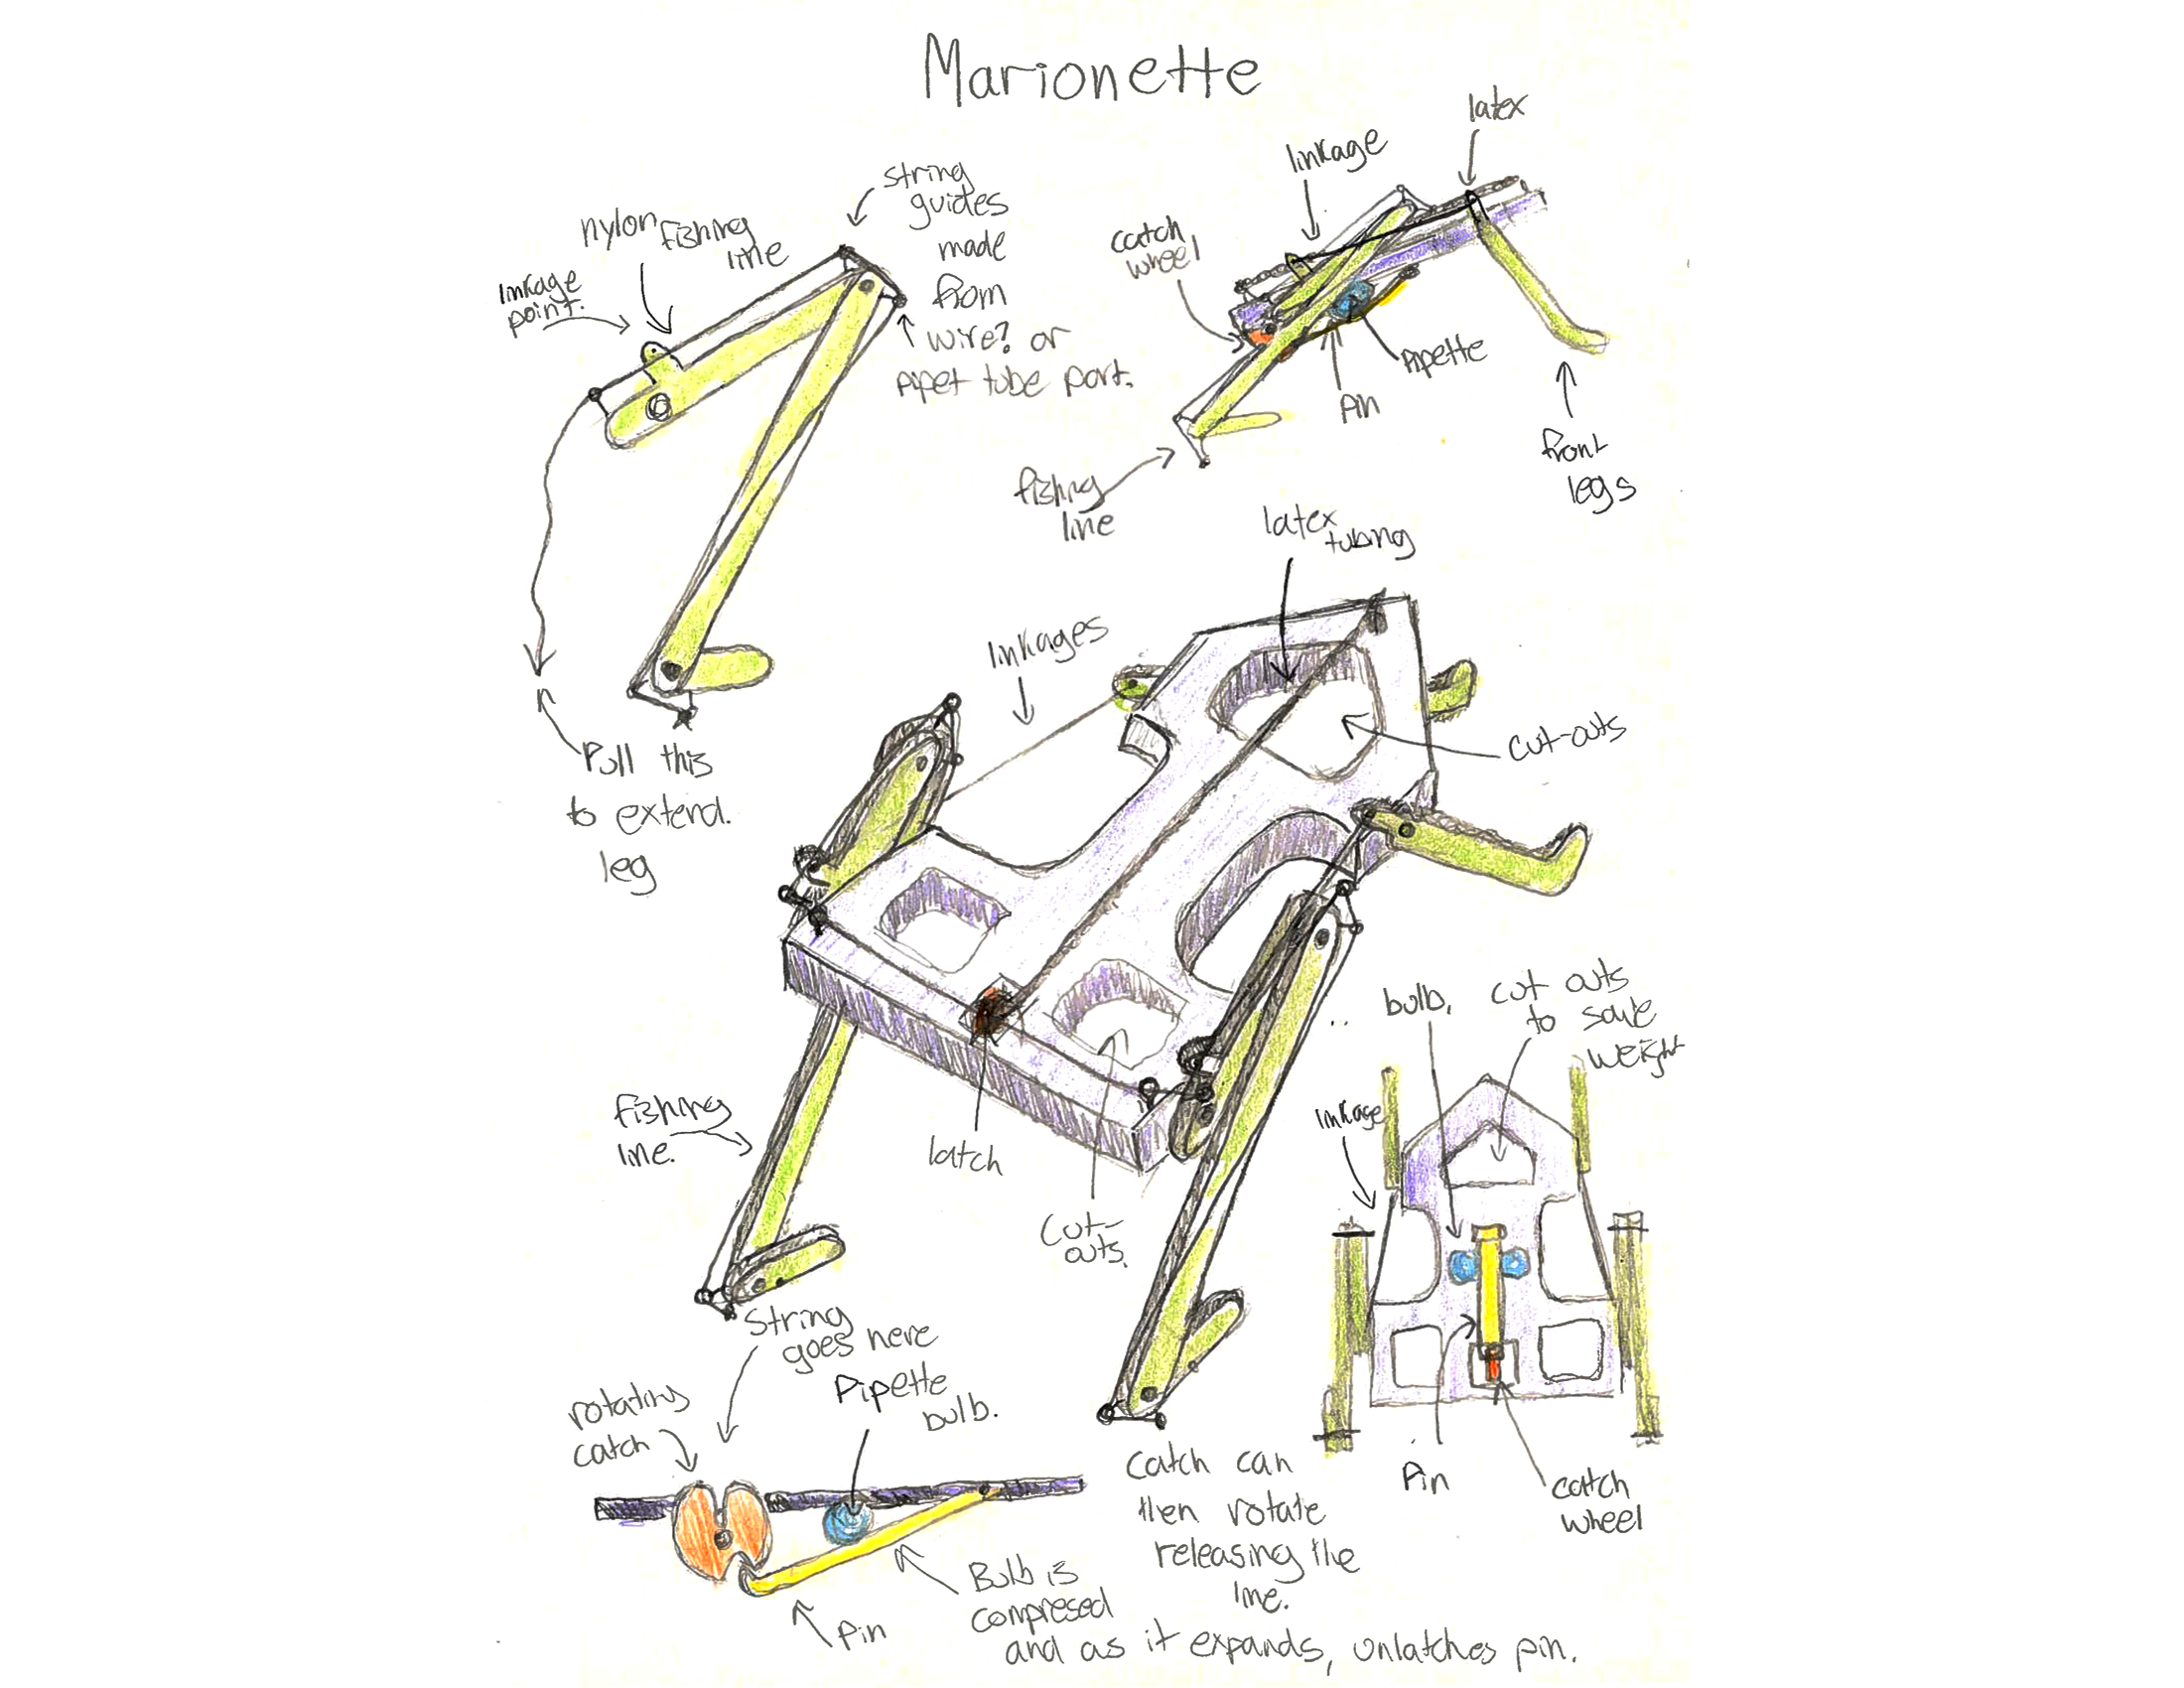 Marionette
latex
linkage
string
guides
made
from
wire? or
pipet tube part.
nylon fishing
line
linkage
point.
catch
wheel
Pipette
Pin
front
legs
fishing
line
latex
tubing
linkages
cut-outs
Pull this
to extend.
leg
bulb.
cut outs
to save
weight
linkage
fishing
line.
latch
Cut-
outs.
String
goes here
Pipette
bulb.
rotating
catch
Pin
catch
wheel
Catch can
then rotate
releasing the
line.
Bulb is
compresed
and as it expands, unlatches pin.
Pin